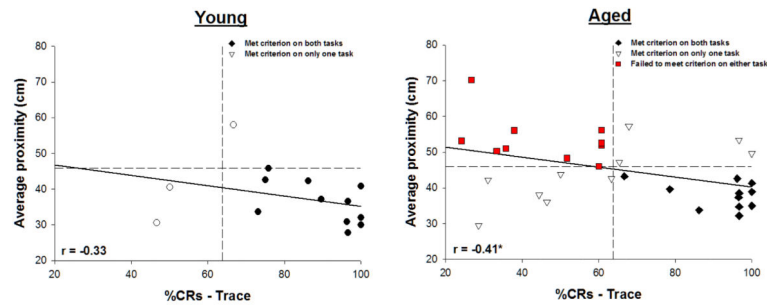 Young
Met criterion on both tasks
Met criterion on only one task
Average proximity (cm)
80
70
60
50
40
30
20
r = -0.33
20
40
60
80
100
%CRs - Trace
Aged
Met criterion on both tasks
Met criterion on only one task
Failed to meet criterion on either task
Average proximity (cm)
80
70
60
50
40
30
20
r = -0.41*
20
40
60
80
100
%CRs - Trace